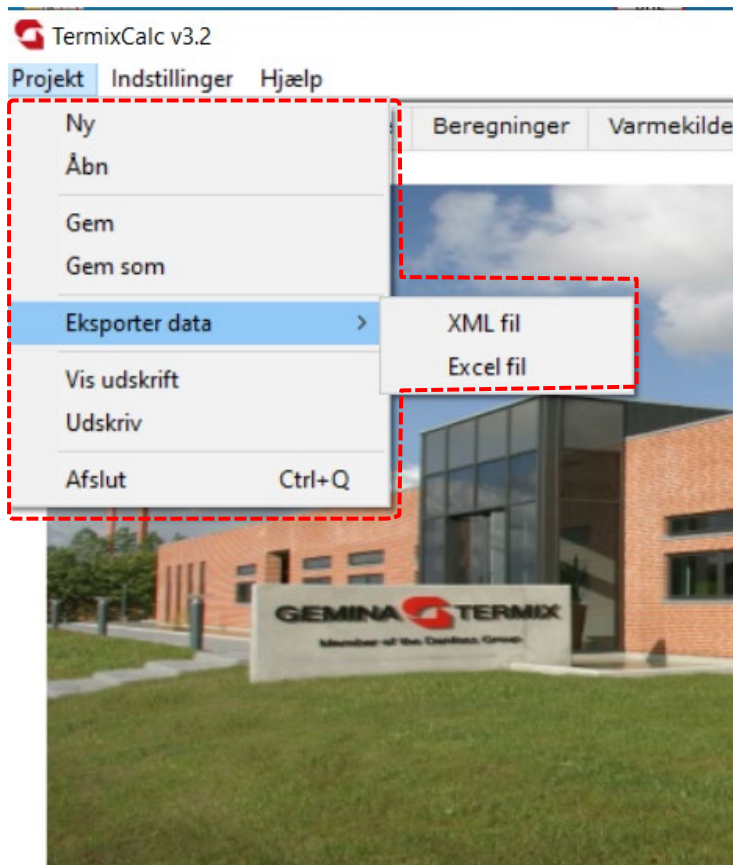 TermixCalc v3.2
Projekt Indstillinger Hjælp
Beregninger Varmekilde
Ny
Åbn
Gem
Gem som
Eksporter data >
XML fil
Excel fil
Vis udskrift
Udskriv
Afslut Ctrl+Q
GEMINA TERMIX
Member of the Danfoss Group